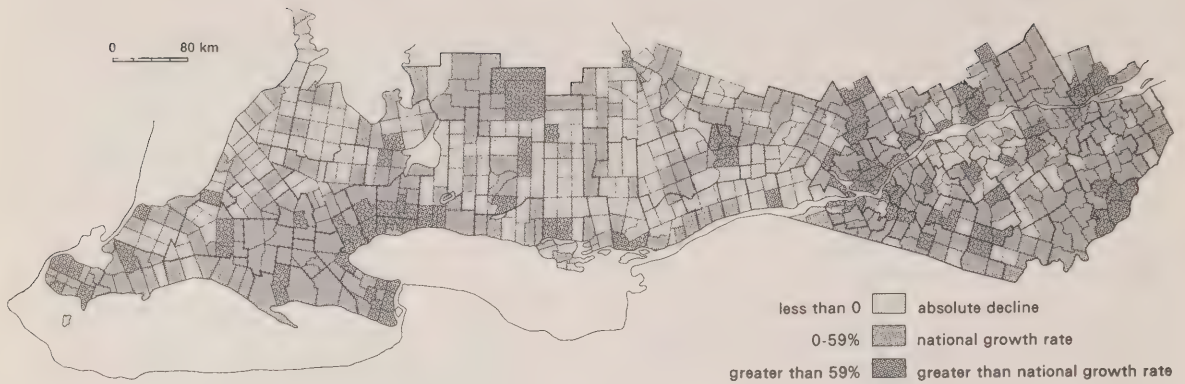 0 80 km
less than 0 absolute decline
0-59% national growth rate
greater than 59% greater than national growth rate